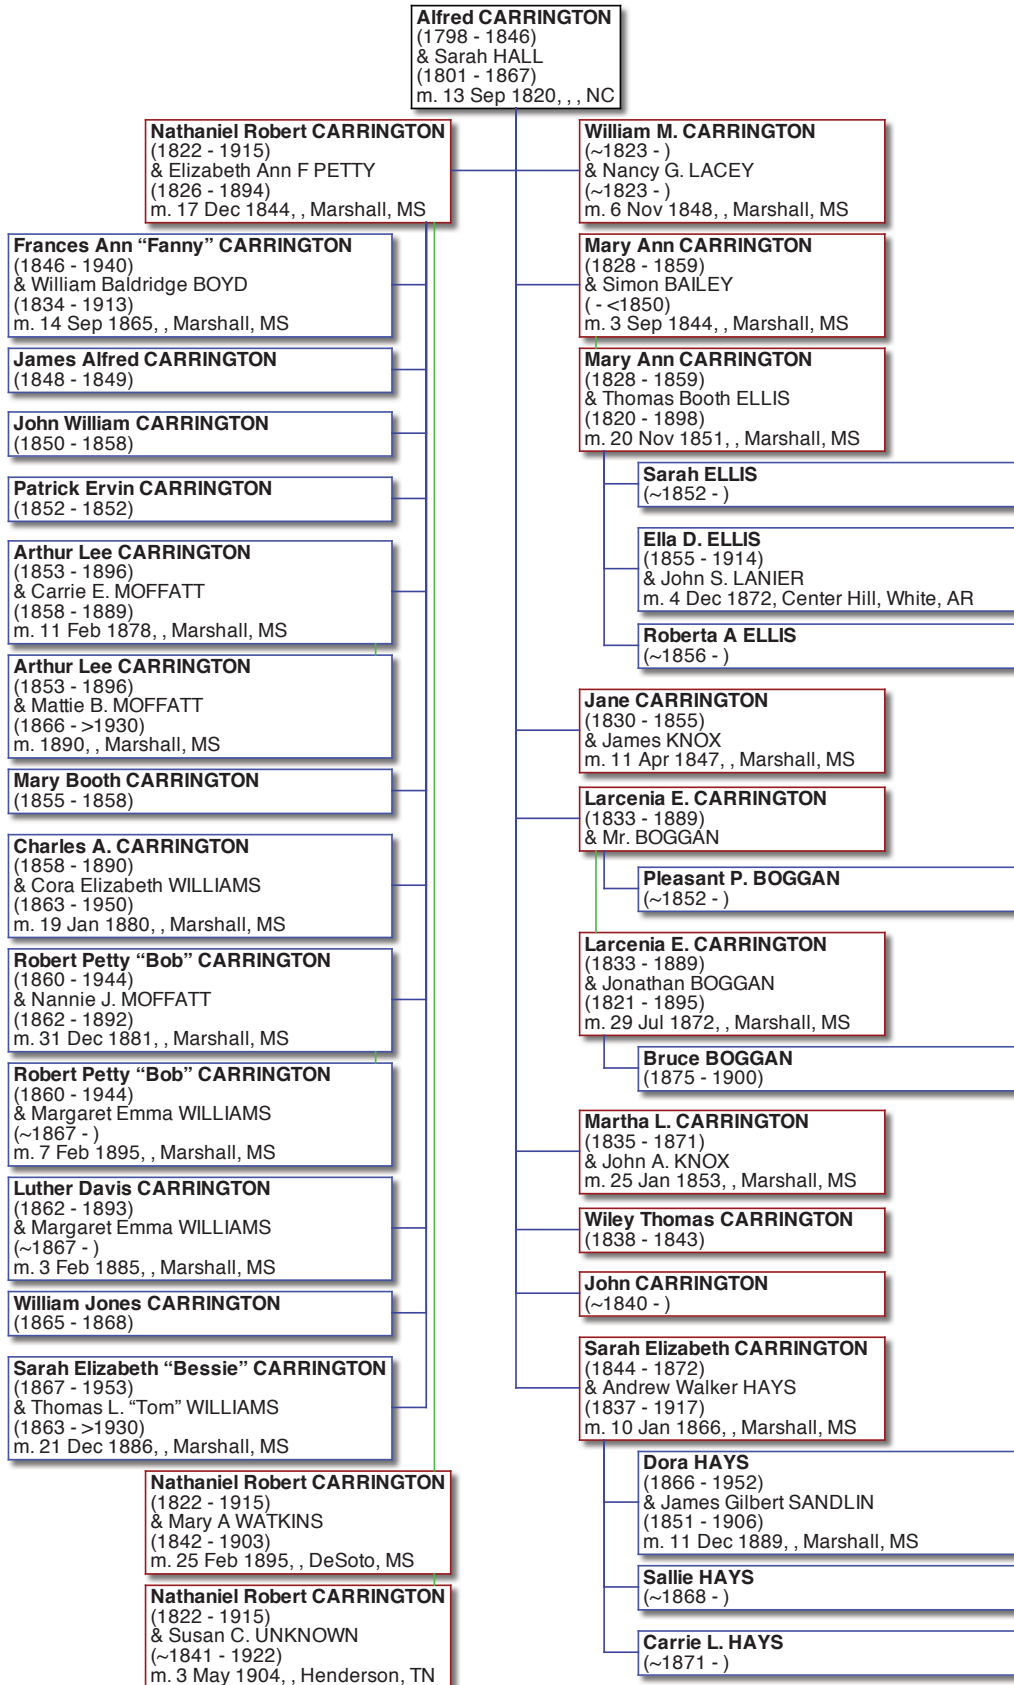 Alfred CARRINGTON
(1798 - 1846)
& Sarah HALL
(1801 - 1867)
m. 13 Sep 1820, , , NC
Nathaniel Robert CARRINGTON
(1822 - 1915)
& Elizabeth Ann F PETTY
(1826 - 1894)
m. 17 Dec 1844, , Marshall, MS
Frances Ann “Fanny” CARRINGTON
(1846 - 1940)
& William Baldridge BOYD
(1834 - 1913)
m. 14 Sep 1865, , Marshall, MS
James Alfred CARRINGTON
(1848 - 1849)
John William CARRINGTON
(1850 - 1858)
Patrick Ervin CARRINGTON
(1852 - 1852)
Arthur Lee CARRINGTON
(1853 - 1896)
& Carrie E. MOFFATT
(1858 - 1889)
m. 11 Feb 1878, , Marshall, MS
Arthur Lee CARRINGTON
(1853 - 1896)
& Mattie B. MOFFATT
(1866 - >1930)
m. 1890, , Marshall, MS
Mary Booth CARRINGTON
(1855 - 1858)
Charles A. CARRINGTON
(1858 - 1890)
& Cora Elizabeth WILLIAMS
(1863 - 1950)
m. 19 Jan 1880, , Marshall, MS
Robert Petty “Bob” CARRINGTON
(1860 - 1944)
& Nannie J. MOFFATT
(1862 - 1892)
m. 31 Dec 1881, , Marshall, MS
Robert Petty “Bob” CARRINGTON
(1860 - 1944)
& Margaret Emma WILLIAMS
(~1867 - )
m. 7 Feb 1895, , Marshall, MS
Luther Davis CARRINGTON
(1862 - 1893)
& Margaret Emma WILLIAMS
(~1867 - )
m. 3 Feb 1885, , Marshall, MS
William Jones CARRINGTON
(1865 - 1868)
Sarah Elizabeth “Bessie” CARRINGTON
(1867 - 1953)
& Thomas L. “Tom” WILLIAMS
(1863 - >1930)
m. 21 Dec 1886, , Marshall, MS
Nathaniel Robert CARRINGTON
(1822 - 1915)
& Mary A WATKINS
(1842 - 1903)
m. 25 Feb 1895, , DeSoto, MS
Nathaniel Robert CARRINGTON
(1822 - 1915)
& Susan C. UNKNOWN
(~1841 - 1922)
m. 3 May 1904, , Henderson, TN
William M. CARRINGTON
(~1823 - )
& Nancy G. LACEY
(~1823 - )
m. 6 Nov 1848, , Marshall, MS
Mary Ann CARRINGTON
(1828 - 1859)
& Simon BAILEY
( - <1850)
m. 3 Sep 1844, , Marshall, MS
Mary Ann CARRINGTON
(1828 - 1859)
& Thomas Booth ELLIS
(1820 - 1898)
m. 20 Nov 1851, , Marshall, MS
Sarah ELLIS
(~1852 - )
Ella D. ELLIS
(1855 - 1914)
& John S. LANIER
m. 4 Dec 1872, Center Hill, White, AR
Roberta A ELLIS
(~1856 - )
Jane CARRINGTON
(1830 - 1855)
& James KNOX
m. 11 Apr 1847, , Marshall, MS
Larcenia E. CARRINGTON
(1833 - 1889)
& Mr. BOGGAN
Pleasant P. BOGGAN
(~1852 - )
Larcenia E. CARRINGTON
(1833 - 1889)
& Jonathan BOGGAN
(1821 - 1895)
m. 29 Jul 1872, , Marshall, MS
Bruce BOGGAN
(1875 - 1900)
Martha L. CARRINGTON
(1835 - 1871)
& John A. KNOX
m. 25 Jan 1853, , Marshall, MS
Wiley Thomas CARRINGTON
(1838 - 1843)
John CARRINGTON
(~1840 - )
Sarah Elizabeth CARRINGTON
(1844 - 1872)
& Andrew Walker HAYS
(1837 - 1917)
m. 10 Jan 1866, , Marshall, MS
Dora HAYS
(1866 - 1952)
& James Gilbert SANDLIN
(1851 - 1906)
m. 11 Dec 1889, , Marshall, MS
Sallie HAYS
(~1868 - )
Carrie L. HAYS
(~1871 - )